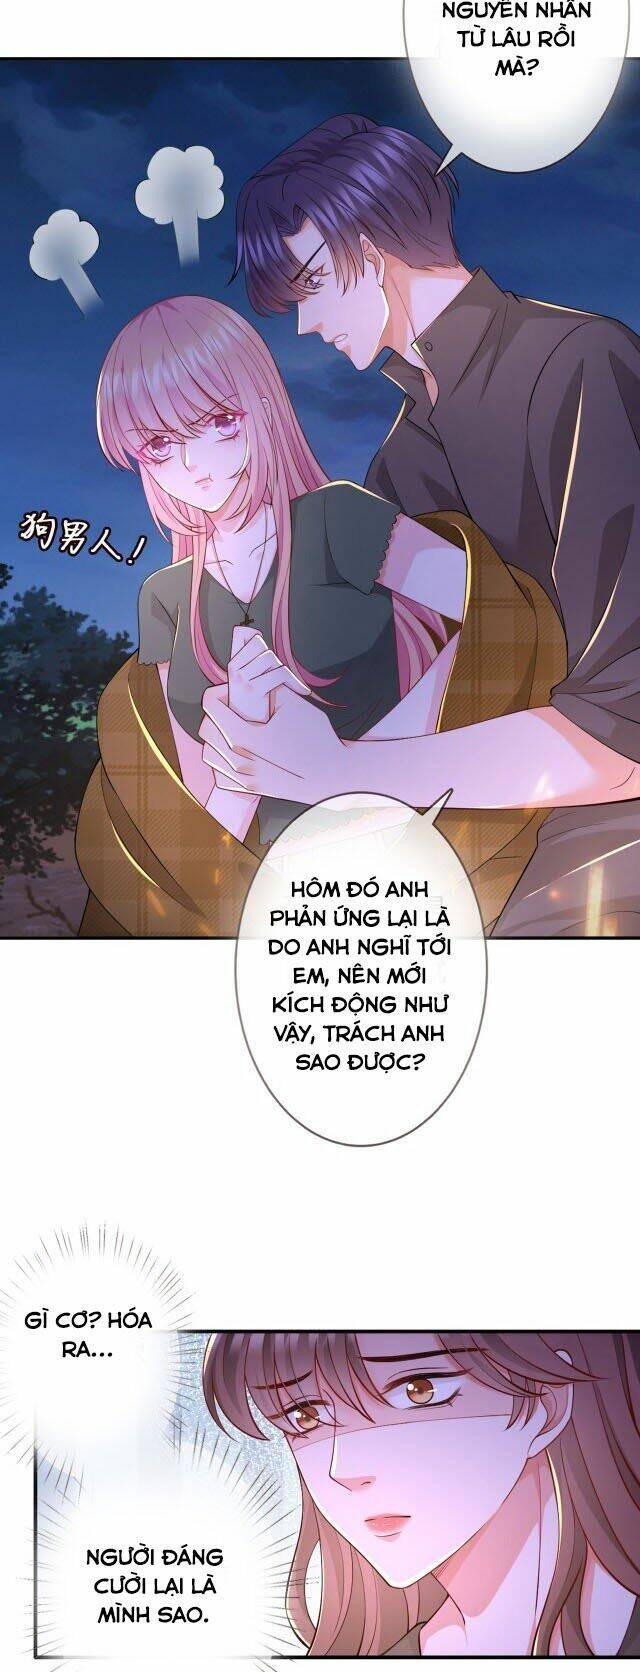 NGUYÊN NHÂN
TỪ LÂU RỒI
MÀ?
狗男人!
HÔM ĐÓ ANH
PHẢN ỨNG LẠI LÀ
DO ANH NGHĨ TỚI
EM, NÊN MỚI
KÍCH ĐỘNG NHƯ
VẬY, TRÁCH ANH
SAO ĐƯỢC?
GÌ CƠ? HÓA
RA...
NGƯỜI ĐÁNG
CƯỜI LẠI LÀ
MÌNH SAO.